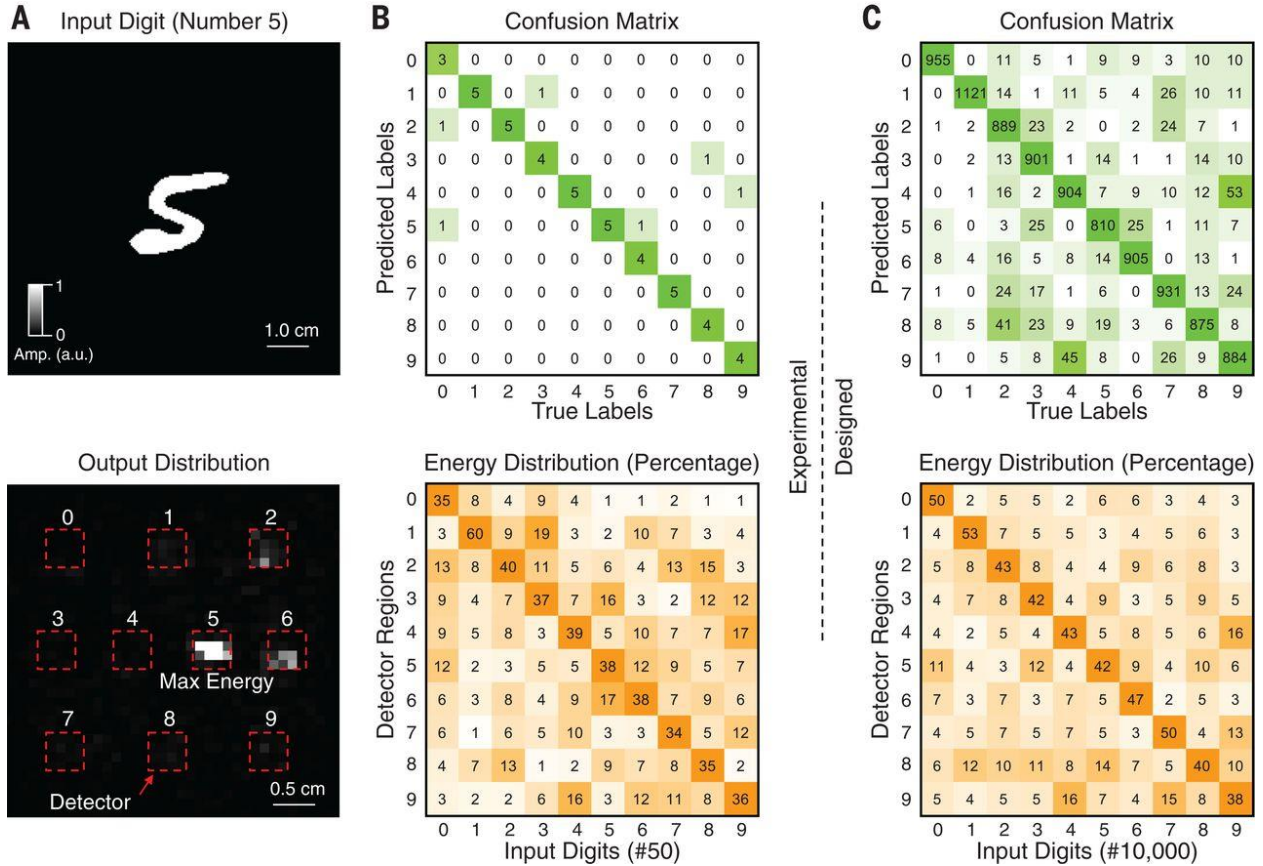 A
Input Digit (Number 5)
1
0
Amp. (a.u.)
1.0 cm
Output Distribution
0 1 2
3 4 5 6
Max Energy
7 8 9
Detector
0.5 cm
B
Confusion Matrix
Predicted Labels
0 3 0 0 0 0 0 0 0 0 0
1 0 5 0 1 0 0 0 0 0 0
2 1 0 5 0 0 0 0 0 0 0
3 0 0 0 4 0 0 0 0 1 0
4 0 0 0 0 5 0 0 0 0 1
5 1 0 0 0 0 5 1 0 0 0
6 0 0 0 0 0 0 4 0 0 0
7 0 0 0 0 0 0 0 5 0 0
8 0 0 0 0 0 0 0 0 4 0
9 0 0 0 0 0 0 0 0 0 4
0 1 2 3 4 5 6 7 8 9
True Labels
Energy Distribution (Percentage)
Detector Regions
0 35 8 4 9 4 1 1 2 1 1
1 3 60 9 19 3 2 10 7 3 4
2 13 8 40 11 5 6 4 13 15 3
3 9 4 7 37 7 16 3 2 12 12
4 9 5 8 3 39 5 10 7 7 17
5 12 2 3 5 5 38 12 9 5 7
6 6 3 8 4 9 17 38 7 9 6
7 6 1 6 5 10 3 3 34 5 12
8 4 7 13 1 2 9 7 8 35 2
9 3 2 2 6 16 3 12 11 8 36
0 1 2 3 4 5 6 7 8 9
Input Digits (#50)
Experimental
Designed
C
Confusion Matrix
Predicted Labels
0 955 0 11 5 1 9 9 3 10 10
1 0 1121 14 1 11 5 4 26 10 11
2 1 2 889 23 2 0 2 24 7 1
3 0 2 13 901 1 14 1 1 14 10
4 0 1 16 2 904 7 9 10 12 53
5 6 0 3 25 0 810 25 1 11 7
6 8 4 16 5 8 14 905 0 13 1
7 1 0 24 17 1 6 0 931 13 24
8 8 5 41 23 9 19 3 6 875 8
9 1 0 5 8 45 8 0 26 9 884
0 1 2 3 4 5 6 7 8 9
True Labels
Energy Distribution (Percentage)
Detector Regions
0 50 2 5 5 2 6 6 3 4 3
1 4 53 7 5 5 3 4 5 6 4
2 5 8 43 8 4 4 9 6 8 3
3 4 7 8 42 4 9 3 5 9 5
4 4 2 5 4 43 5 8 5 6 16
5 11 4 3 12 4 42 9 4 10 6
6 7 3 7 3 7 5 47 2 5 3
7 4 5 7 7 5 7 5 3 50 4 13
8 6 12 10 11 8 14 7 5 40 10
9 5 4 5 5 16 7 4 15 8 38
0 1 2 3 4 5 6 7 8 9
Input Digits (#10,000)